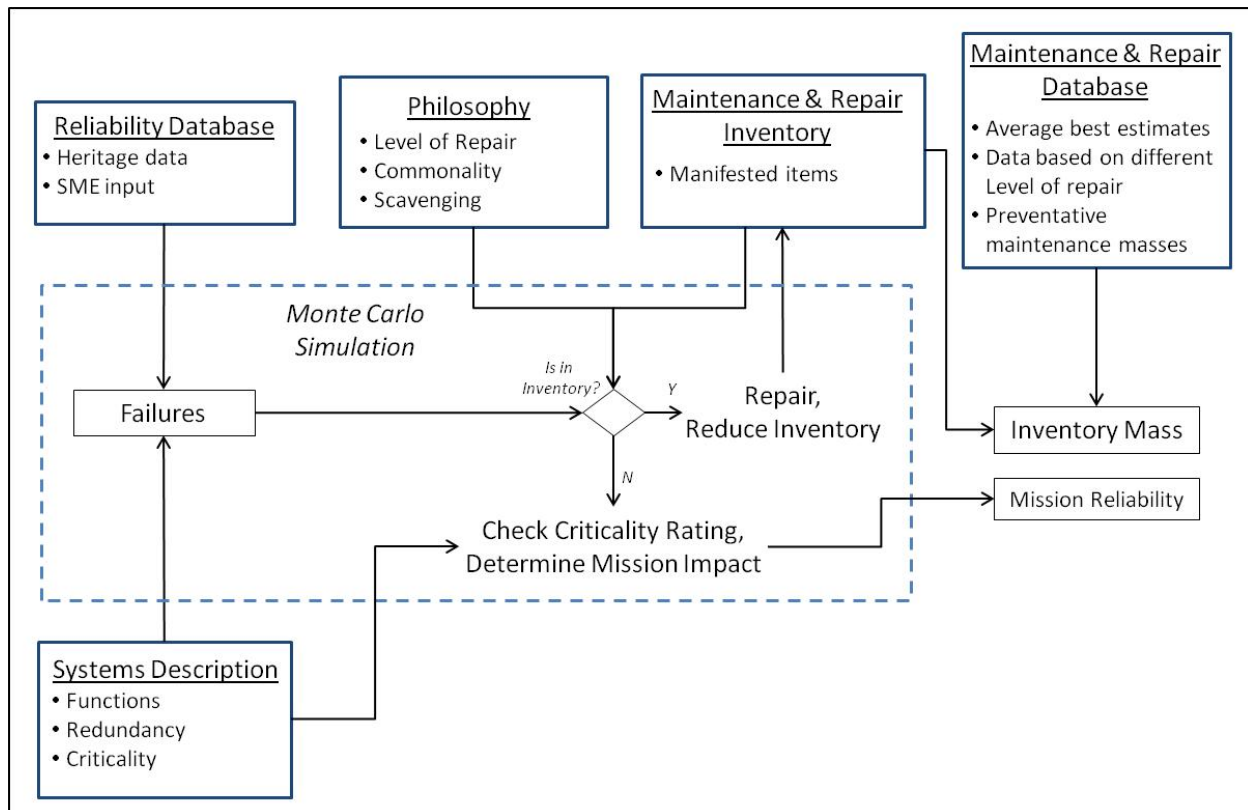 Reliability Database
• Heritage data
• SME input
Philosophy
• Level of Repair
• Commonality
• Scavenging
Maintenance & Repair
Inventory
• Manifested items
Maintenance & Repair
Database
• Average best estimates
• Data based on different
Level of repair
• Preventative
maintenance masses
Monte Carlo
Simulation
Failures
Is in
Inventory?
Y
Repair,
Reduce Inventory
N
Check Criticality Rating,
Determine Mission Impact
Inventory Mass
Mission Reliability
Systems Description
• Functions
• Redundancy
• Criticality